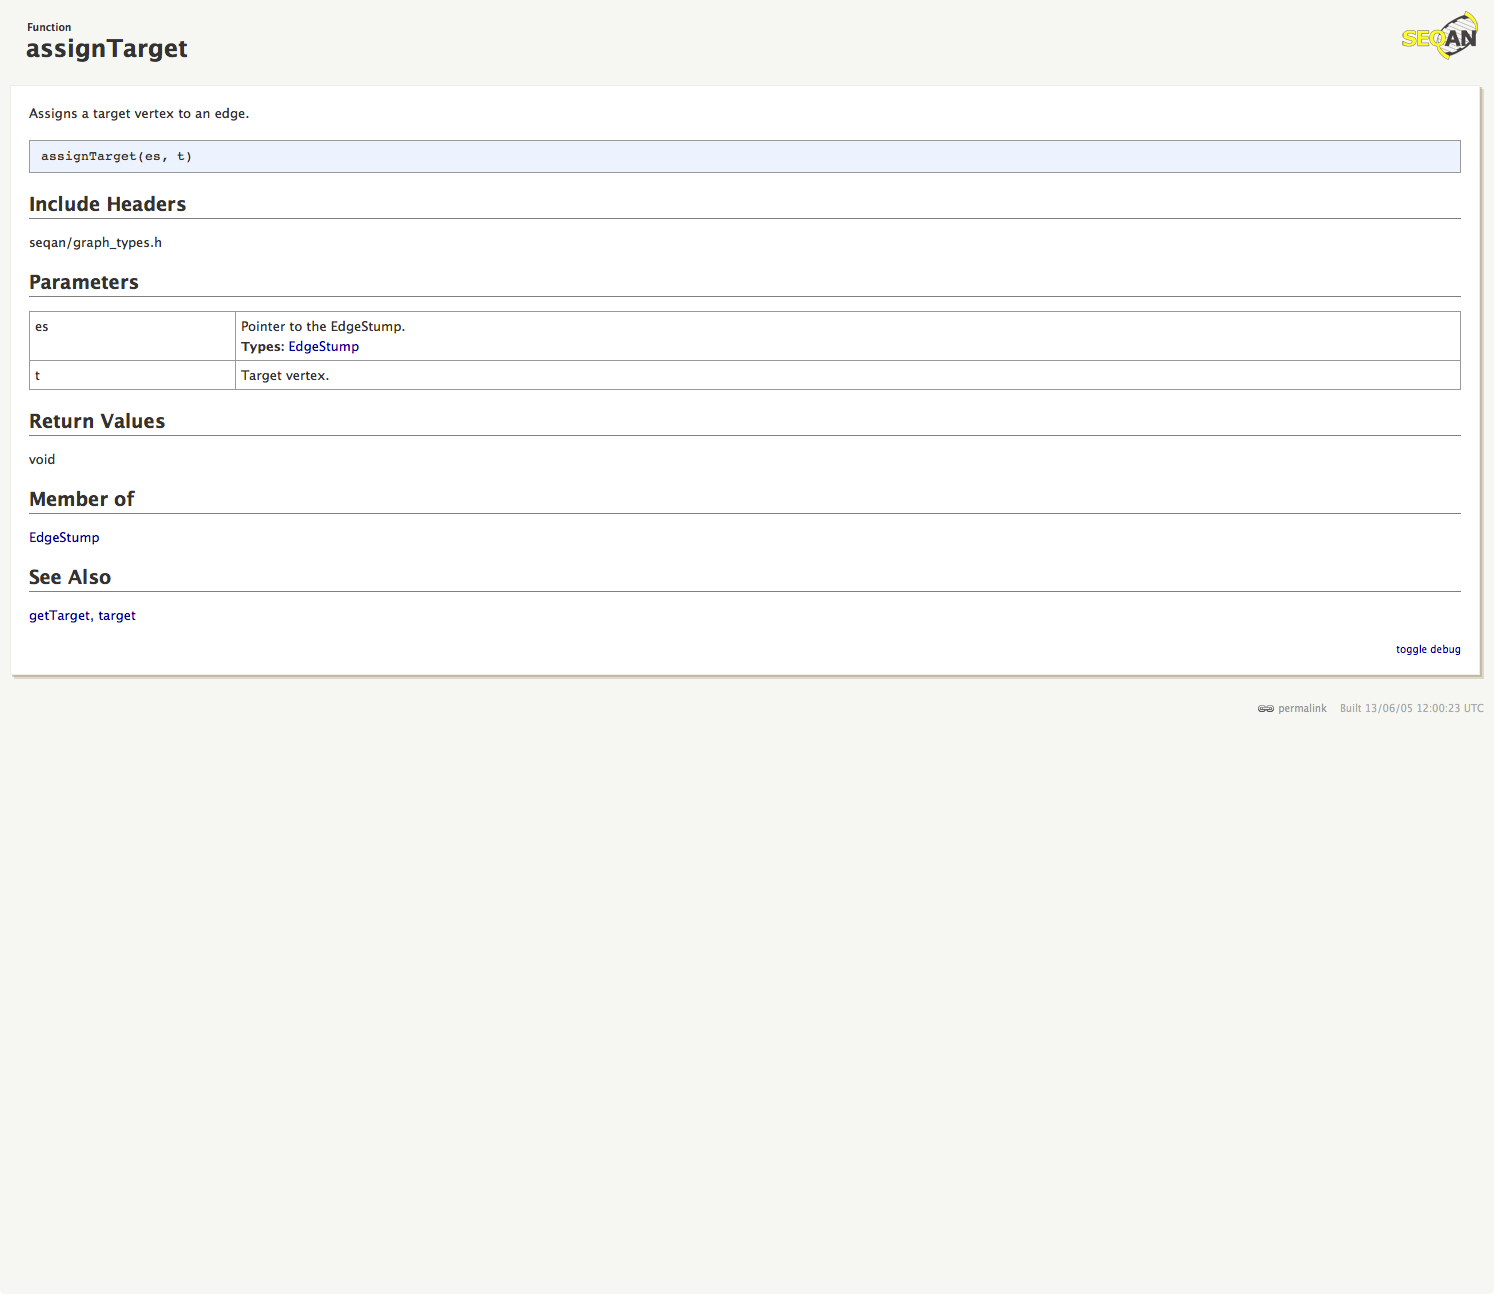 Function
assignTarget
SEQAN
Assigns a target vertex to an edge.
assignTarget(es, t)
Include Headers
seqan/graph_types.h
Parameters
es
Pointer to the EdgeStump.
Types: EdgeStump
t
Target vertex.
Return Values
void
Member of
EdgeStump
See Also
getTarget, target
toggle debug
permalink Built 13/06/05 12:00:23 UTC